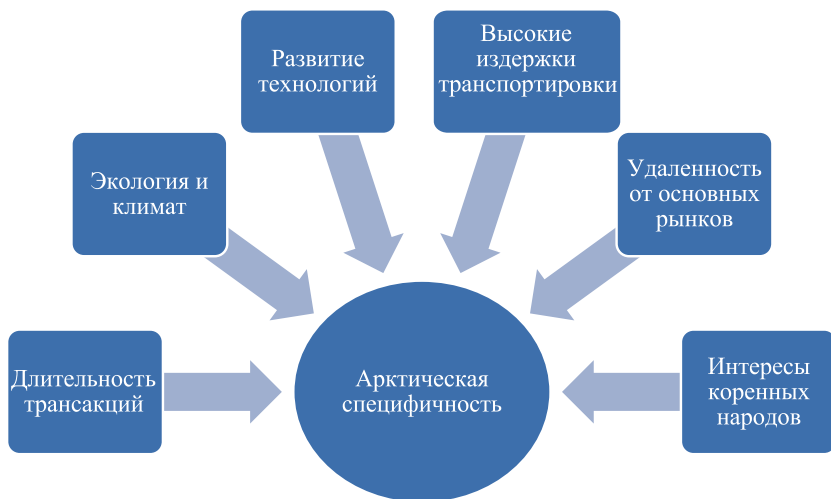 Развитие
технологий
Высокие
издержки
транспортировки
Экология и
климат
Удаленность
от основных
рынков
Длительность
трансакций
Арктическая
специфичность
Интересы
коренных
народов